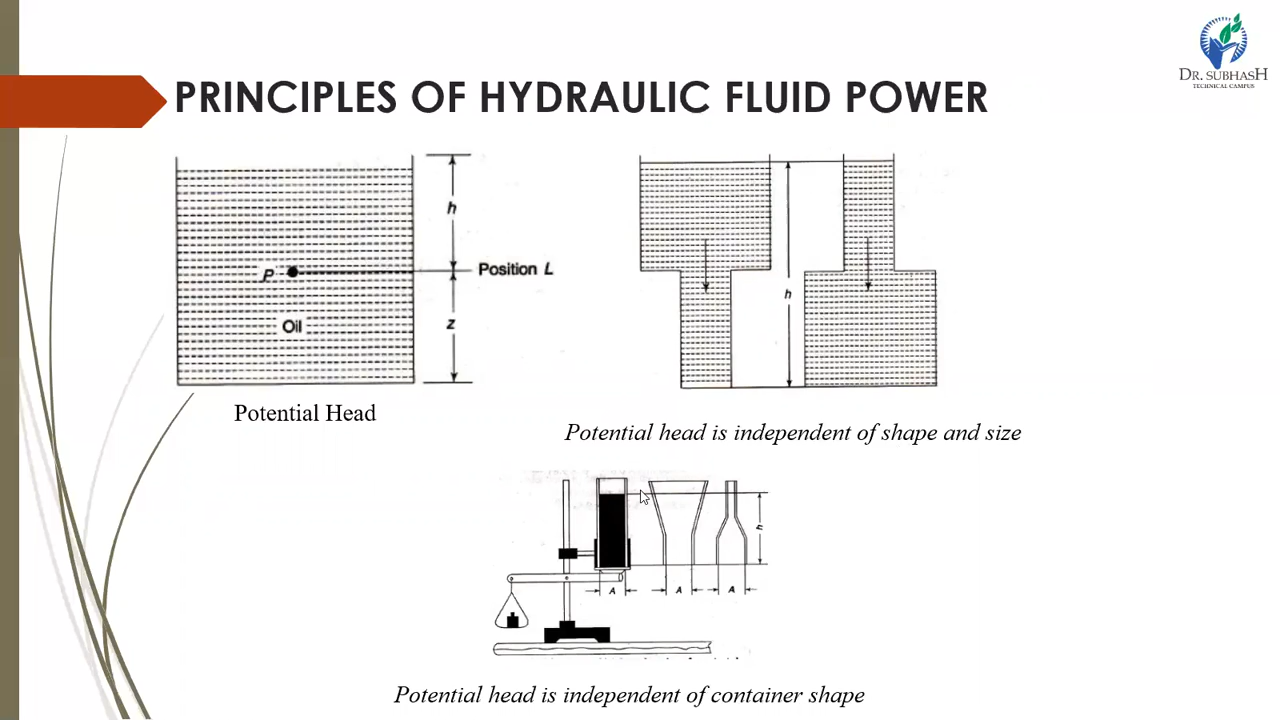 DR. SUBHASH
TECHNICAL CAMPUS
PRINCIPLES OF HYDRAULIC FLUID POWER
h
P
Position L
Oil
z
Potential Head
h
Potential head is independent of shape and size
h
A
A
A
Potential head is independent of container shape